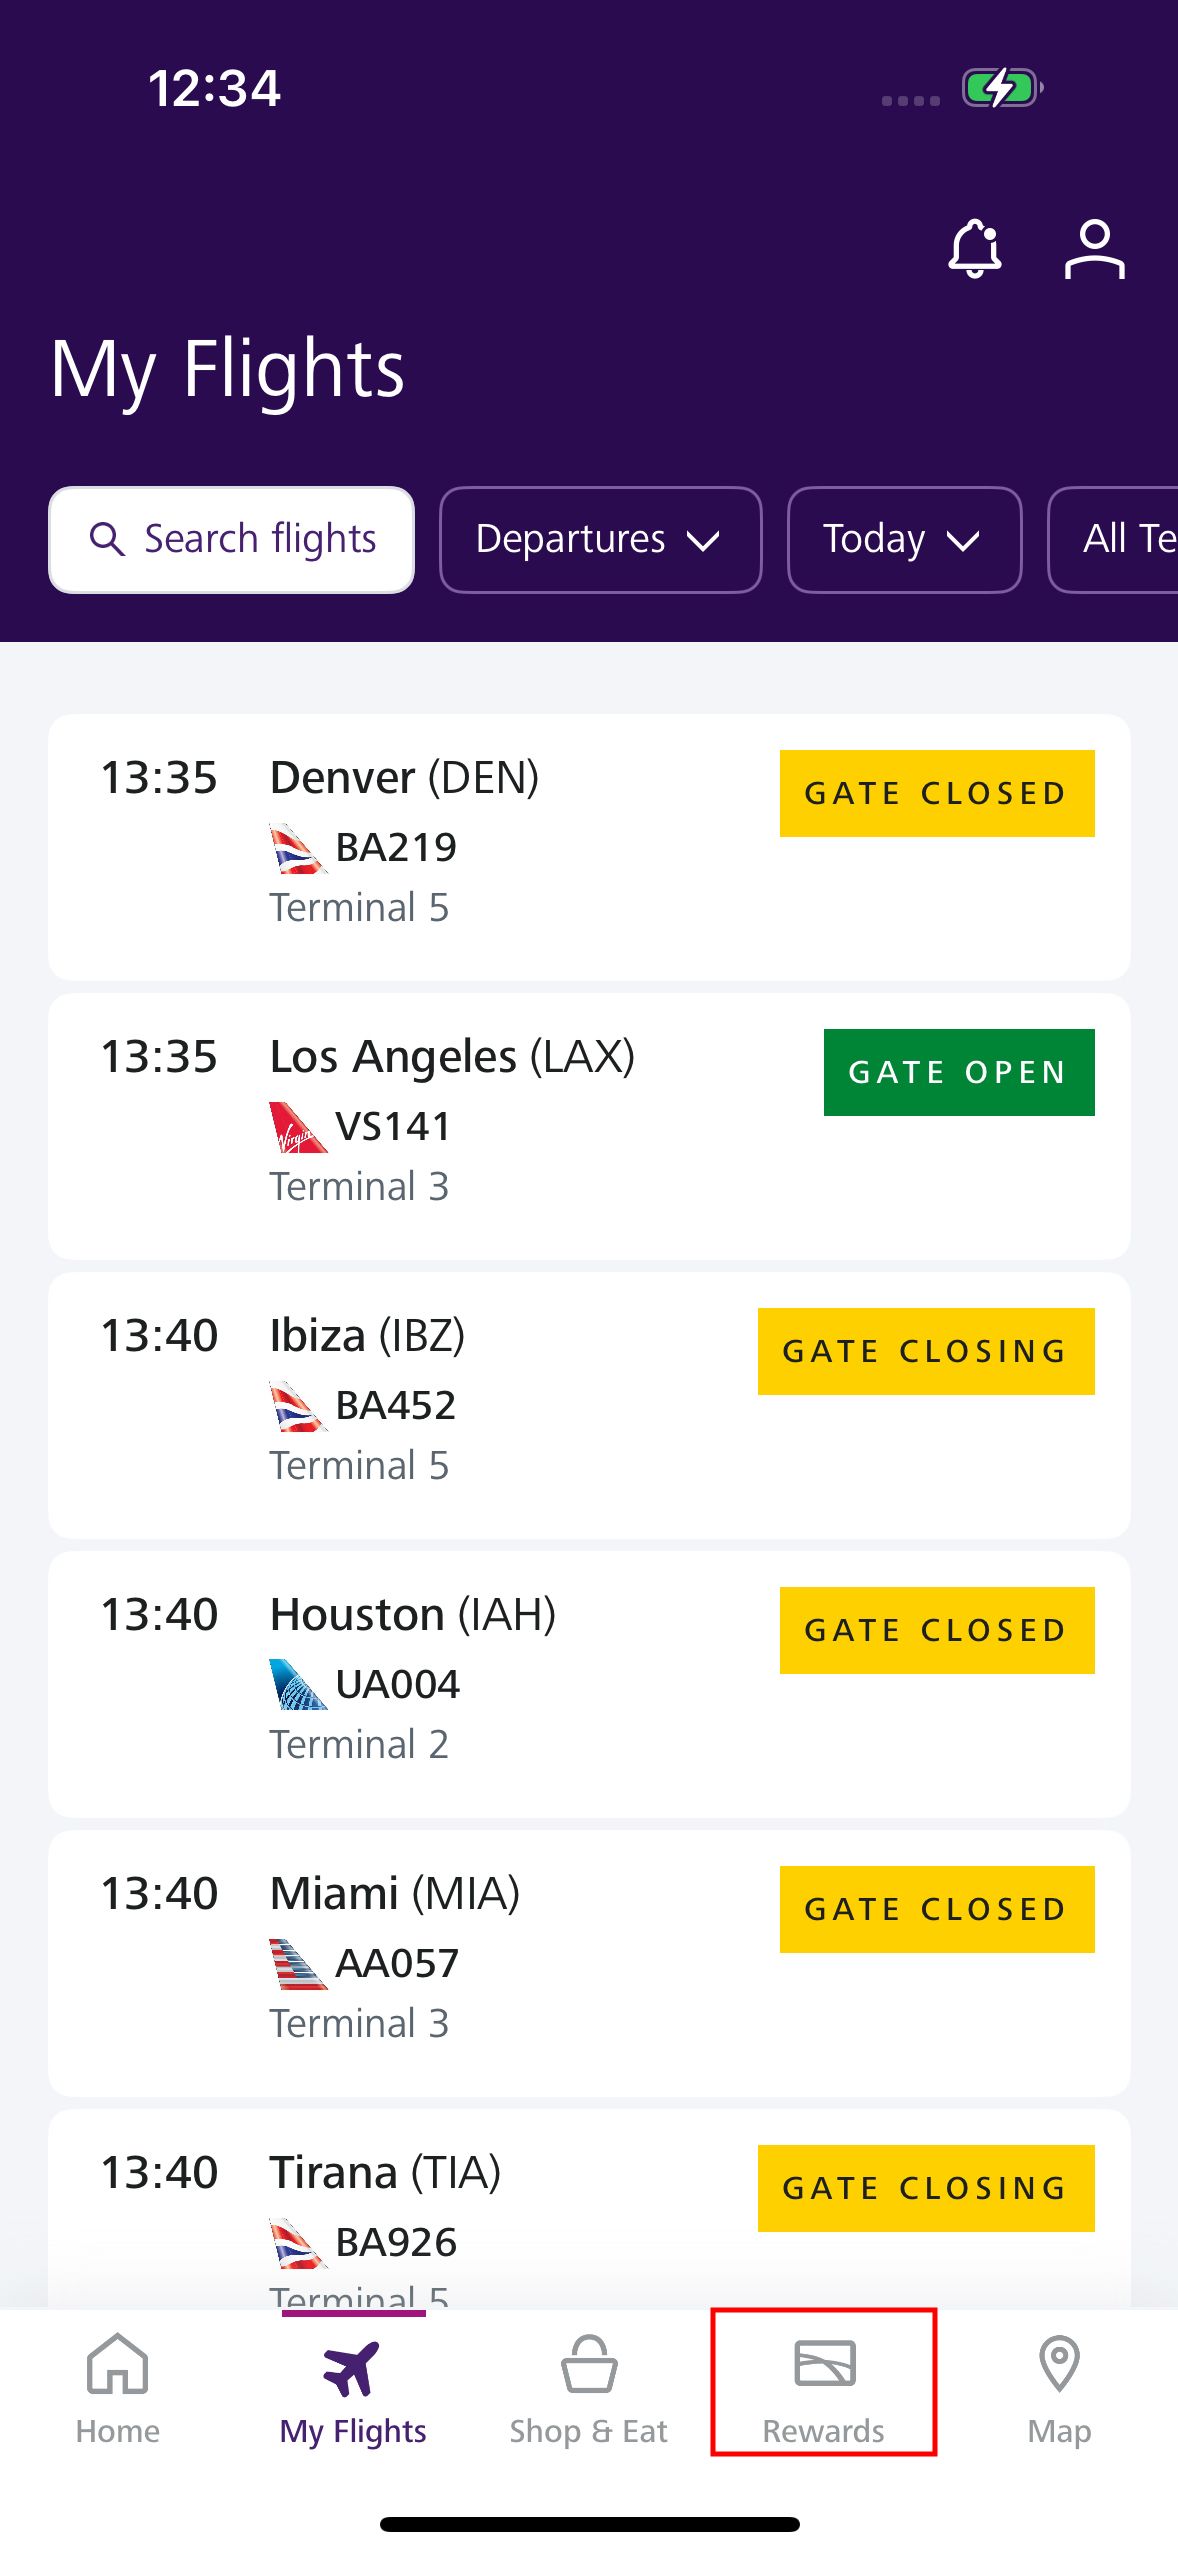 12:34
My Flights
Search flights
Departures
Today
All Te
13:35 Denver (DEN) GATE CLOSED
BA219
Terminal 5
13:35 Los Angeles (LAX) GATE OPEN
Virgin VS141
Terminal 3
13:40 Ibiza (IBZ) GATE CLOSING
BA452
Terminal 5
13:40 Houston (IAH) GATE CLOSED
UA004
Terminal 2
13:40 Miami (MIA) GATE CLOSED
AA057
Terminal 3
13:40 Tirana (TIA) GATE CLOSING
BA926
Terminal 5
Home
My Flights
Shop & Eat
Rewards
Map